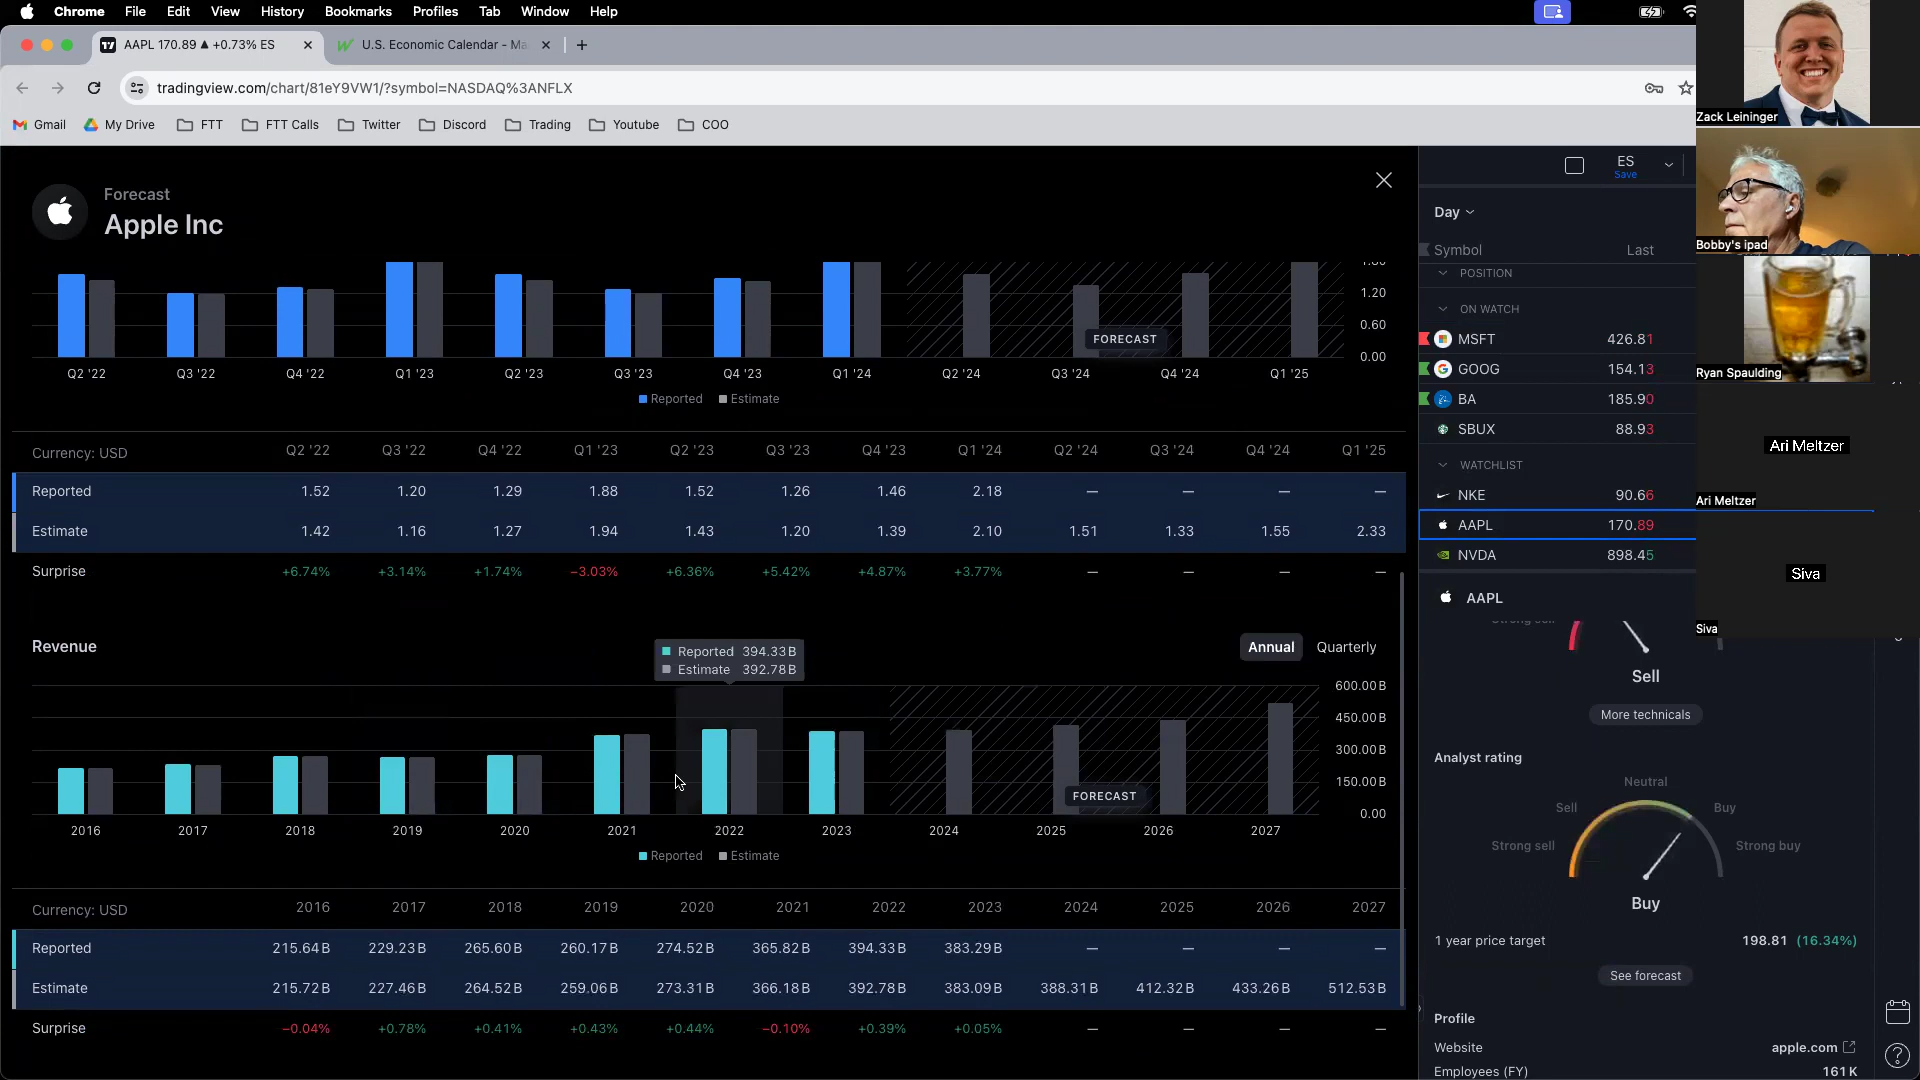 Chrome File Edit View History Bookmarks Profiles Tab Window Help
AAPL 170.89 ▲ +0.73% ES
U.S. Economic Calendar - Ma
tradingview.com/chart/81eY9VW1/?symbol=NASDAQ%3ANFLX
Gmail My Drive FTT FTT Calls Twitter Discord Trading Youtube COO
Forecast
Apple Inc
1.20
0.60
0.00
FORECAST
Q2 '22 Q3 '22 Q4 '22 Q1 '23 Q2 '23 Q3 '23 Q4 '23 Q1 '24 Q2 '24 Q3 '24 Q4 '24 Q1 '25
Reported Estimate
Currency: USD Q2 '22 Q3 '22 Q4 '22 Q1 '23 Q2 '23 Q3 '23 Q4 '23 Q1 '24 Q2 '24 Q3 '24 Q4 '24 Q1 '25
Reported 1.52 1.20 1.29 1.88 1.52 1.26 1.46 2.18 — — — —
Estimate 1.42 1.16 1.27 1.94 1.43 1.20 1.39 2.10 1.51 1.33 1.55 2.33
Surprise +6.74% +3.14% +1.74% −3.03% +6.36% +5.42% +4.87% +3.77% — — — —
Revenue
Annual Quarterly
Reported 394.33B
Estimate 392.78B
600.00B
450.00B
300.00B
150.00B
0.00
FORECAST
2016 2017 2018 2019 2020 2021 2022 2023 2024 2025 2026 2027
Reported Estimate
Currency: USD 2016 2017 2018 2019 2020 2021 2022 2023 2024 2025 2026 2027
Reported 215.64B 229.23B 265.60B 260.17B 274.52B 365.82B 394.33B 383.29B — — — —
Estimate 215.72B 227.46B 264.52B 259.06B 273.31B 366.18B 392.78B 383.09B 388.31B 412.32B 433.26B 512.53B
Surprise −0.04% +0.78% +0.41% +0.43% +0.44% −0.10% +0.39% +0.05% — — — —
ES
Save
Day
Symbol Last
POSITION
ON WATCH
MSFT 426.81
GOOG 154.13
BA 185.90
SBUX 88.93
WATCHLIST
NKE 90.66
AAPL 170.89
NVDA 898.45
AAPL
Sell
More technicals
Analyst rating
Neutral
Sell Buy
Strong sell Strong buy
Buy
1 year price target 198.81 (16.34%)
See forecast
Profile
Website apple.com
Employees (FY) 161K
Zack Leininger
Bobby's ipad
Ryan Spaulding
Ari Meltzer
Ari Meltzer
Siva
Siva